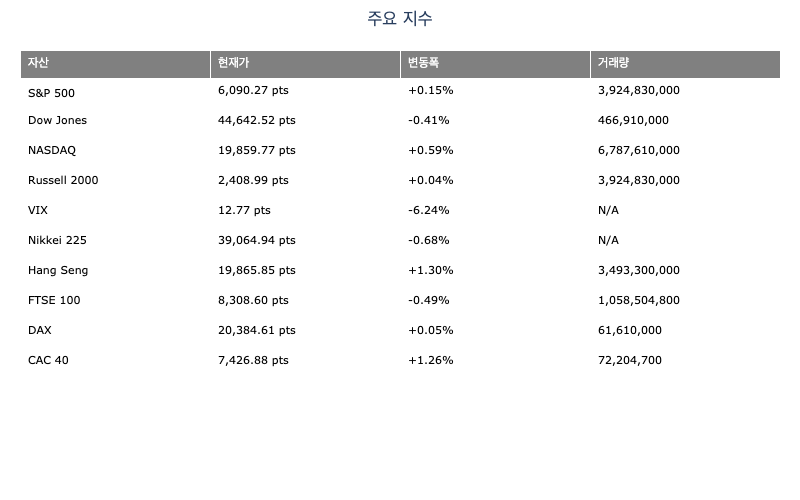 주요 지수
자산 현재가 변동폭 거래량
S&P 500 6,090.27 pts +0.15% 3,924,830,000
Dow Jones 44,642.52 pts -0.41% 466,910,000
NASDAQ 19,859.77 pts +0.59% 6,787,610,000
Russell 2000 2,408.99 pts +0.04% 3,924,830,000
VIX 12.77 pts -6.24% N/A
Nikkei 225 39,064.94 pts -0.68% N/A
Hang Seng 19,865.85 pts +1.30% 3,493,300,000
FTSE 100 8,308.60 pts -0.49% 1,058,504,800
DAX 20,384.61 pts +0.05% 61,610,000
CAC 40 7,426.88 pts +1.26% 72,204,700